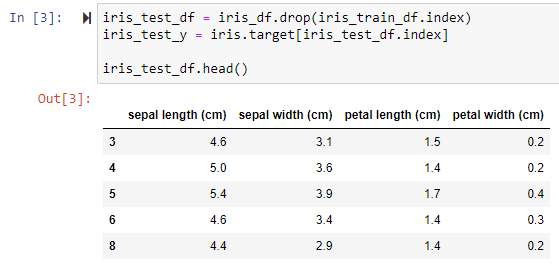 In [3]: iris_test_df = iris_df.drop(iris_train_df.index)
iris_test_y = iris.target[iris_test_df.index]
iris_test_df.head()
Out[3]:
sepal length (cm) sepal width (cm) petal length (cm) petal width (cm)
3 4.6 3.1 1.5 0.2
4 5.0 3.6 1.4 0.2
5 5.4 3.9 1.7 0.4
6 4.6 3.4 1.4 0.3
8 4.4 2.9 1.4 0.2